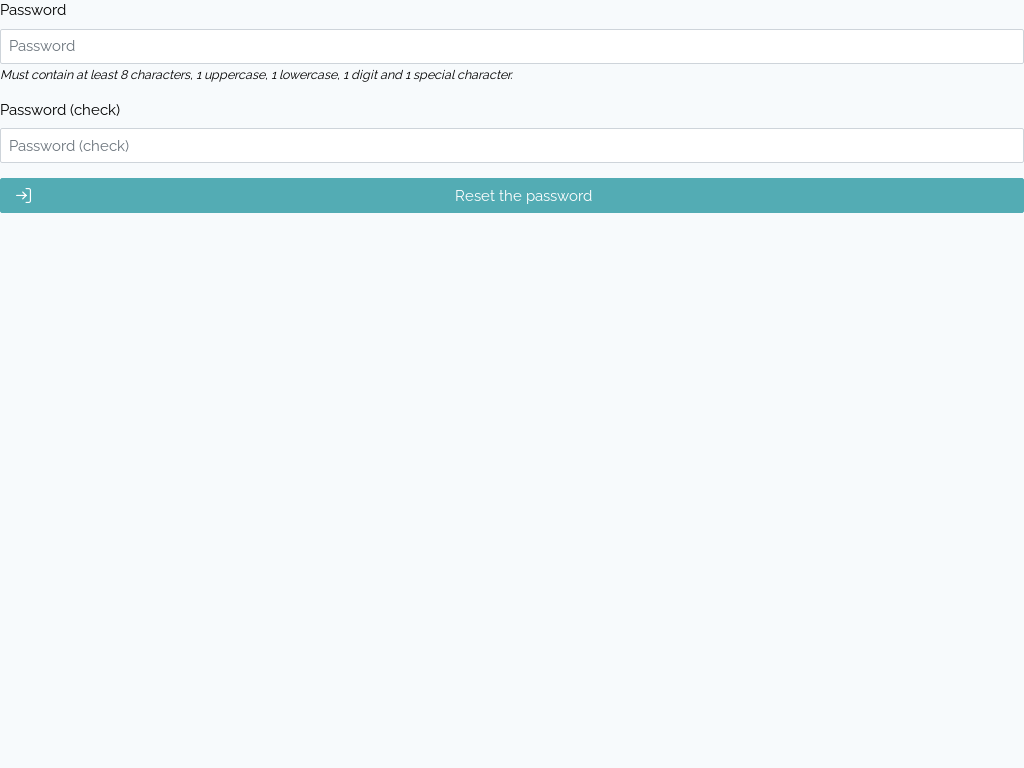 Password
Password
Must contain at least 8 characters, 1 uppercase, 1 lowercase, 1 digit and 1 special character.
Password (check)
Password (check)
Reset the password